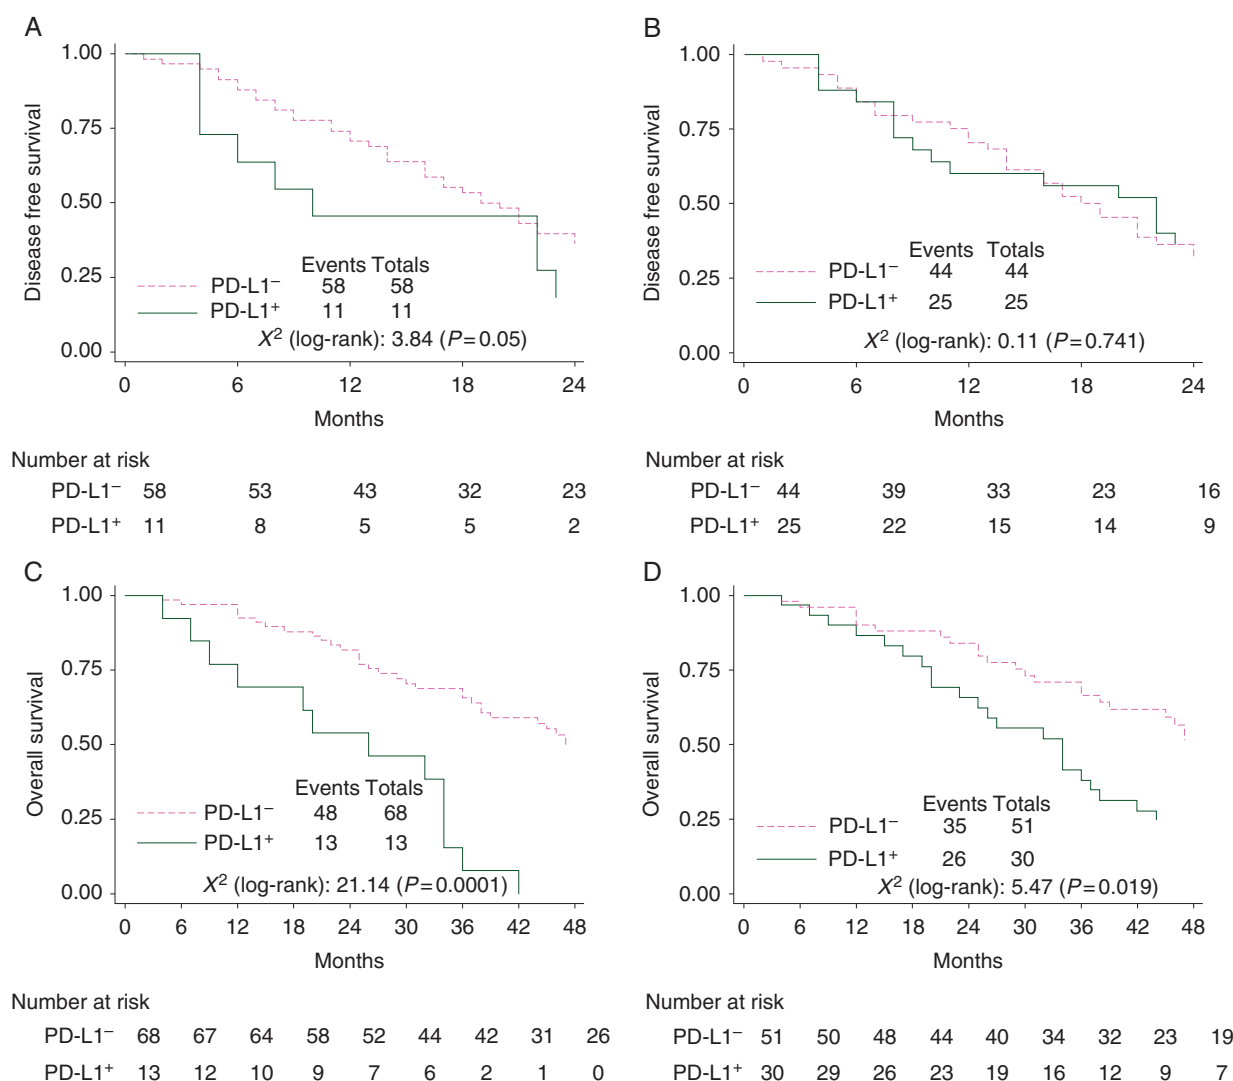 A
Disease free survival
1.00
0.75
0.50
0.25
0.00
Events Totals
PD-L1⁻ 58 58
PD-L1⁺ 11 11
X² (log-rank): 3.84 (P=0.05)
0 6 12 18 24
Months
Number at risk
PD-L1⁻ 58 53 43 32 23
PD-L1⁺ 11 8 5 5 2
B
Disease free survival
1.00
0.75
0.50
0.25
0.00
Events Totals
PD-L1⁻ 44 44
PD-L1⁺ 25 25
X² (log-rank): 0.11 (P=0.741)
0 6 12 18 24
Months
Number at risk
PD-L1⁻ 44 39 33 23 16
PD-L1⁺ 25 22 15 14 9
C
Overall survival
1.00
0.75
0.50
0.25
0.00
Events Totals
PD-L1⁻ 48 68
PD-L1⁺ 13 13
X² (log-rank): 21.14 (P=0.0001)
0 6 12 18 24 30 36 42 48
Months
Number at risk
PD-L1⁻ 68 67 64 58 52 44 42 31 26
PD-L1⁺ 13 12 10 9 7 6 2 1 0
D
Overall survival
1.00
0.75
0.50
0.25
0.00
Events Totals
PD-L1⁻ 35 51
PD-L1⁺ 26 30
X² (log-rank): 5.47 (P=0.019)
0 6 12 18 24 30 36 42 48
Months
Number at risk
PD-L1⁻ 51 50 48 44 40 34 32 23 19
PD-L1⁺ 30 29 26 23 19 16 12 9 7